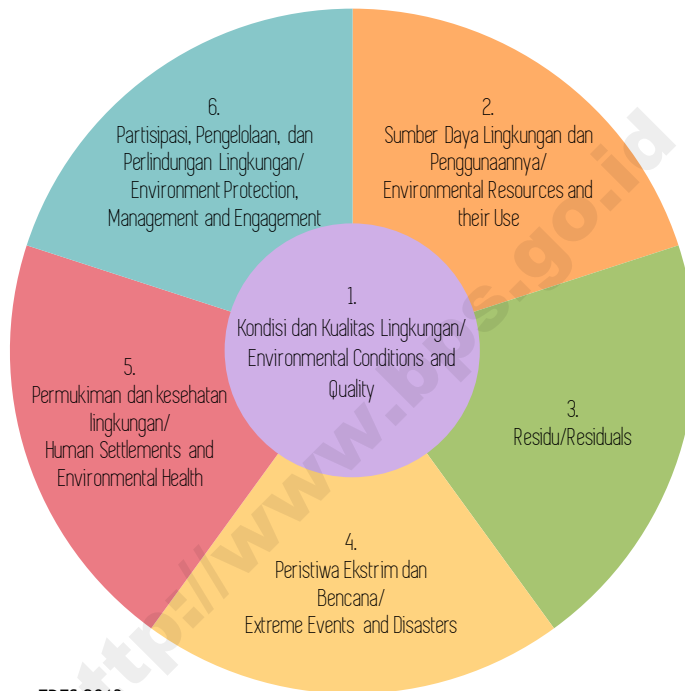 6.
Partisipasi, Pengelolaan, dan
Perlindungan Lingkungan/
Environment Protection,
Management and Engagement
2.
Sumber Daya Lingkungan dan
Penggunaannya/
Environmental Resources and
their Use
1.
Kondisi dan Kualitas Lingkungan/
Environmental Conditions and
Quality
5.
Permukiman dan kesehatan
lingkungan/
Human Settlements and
Environmental Health
3.
Residu/Residuals
4.
Peristiwa Ekstrim dan
Bencana/
Extreme Events and Disasters
ttp://www.bps.go.id